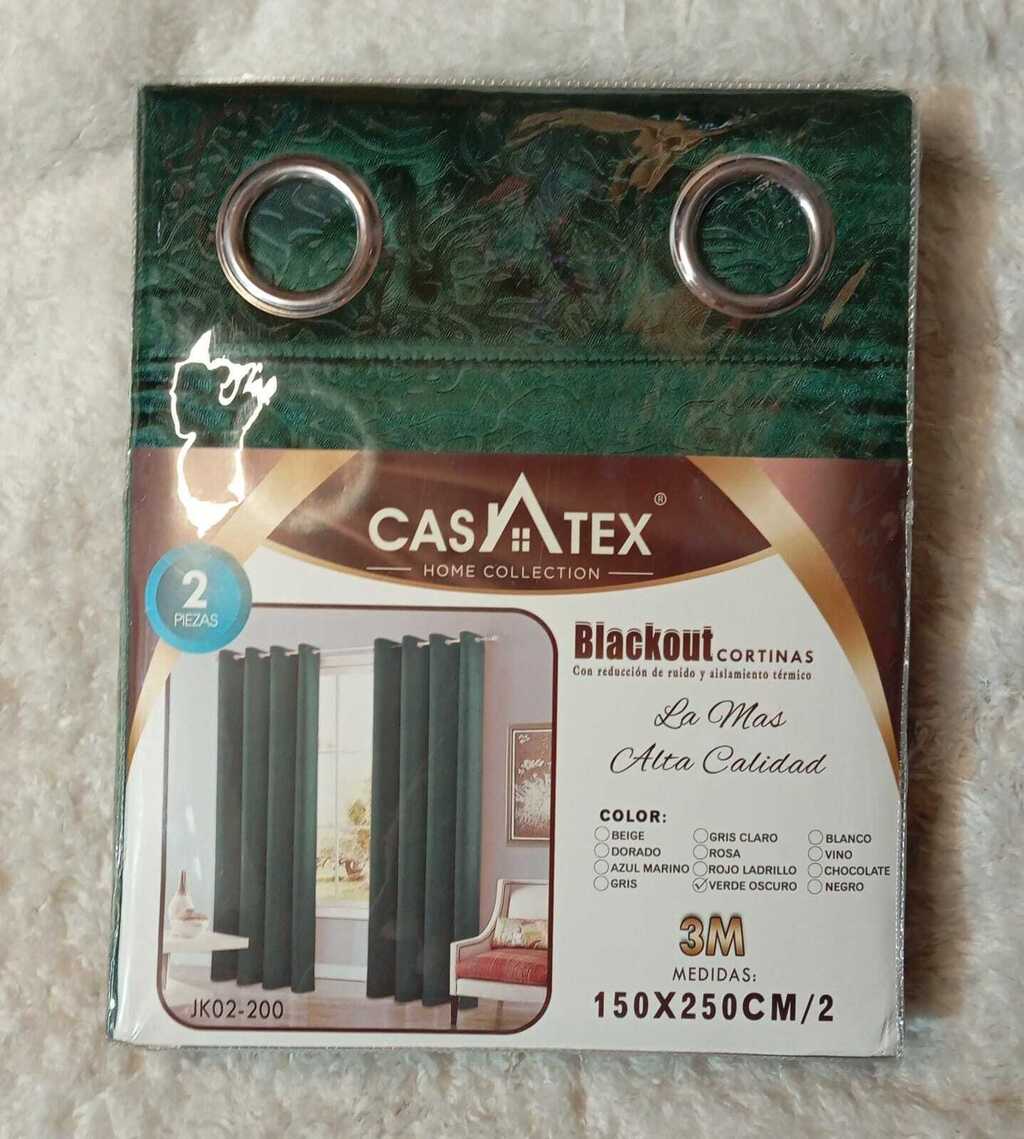 CASATEX®
HOME COLLECTION
2
PIEZAS
Blackout CORTINAS
Con reducción de ruido y aislamiento térmico
La Mas
Alta Calidad
COLOR:
BEIGE GRIS CLARO BLANCO
DORADO ROSA VINO
AZUL MARINO ROJO LADRILLO CHOCOLATE
GRIS VERDE OSCURO NEGRO
3M
MEDIDAS:
150X250CM/2
JK02-200